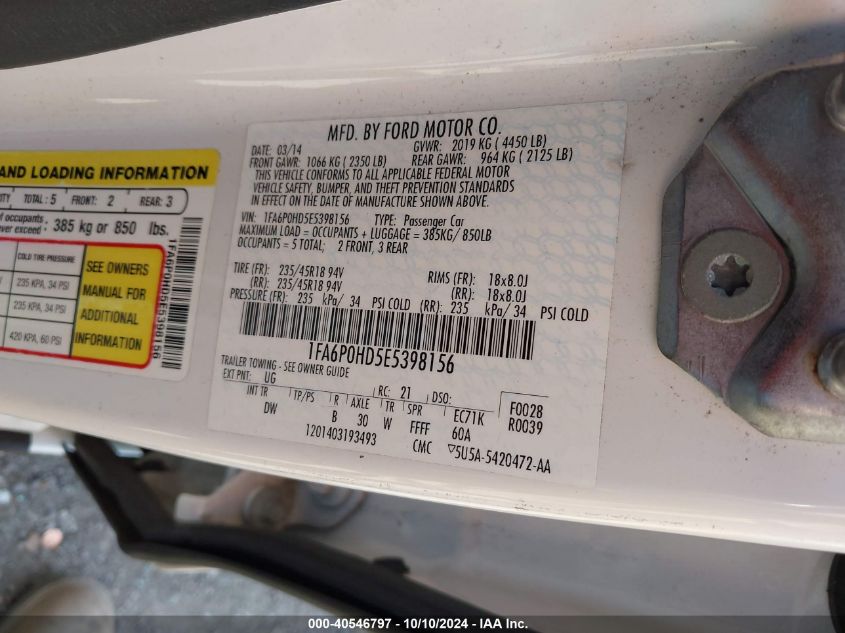 AND LOADING INFORMATION
TOTAL: 5 FRONT: 2 REAR: 3
of occupants
ver exceed: 385 kg or 850 lbs.
COLD TIRE PRESSURE
235 KPA, 34 PSI
235 KPA, 34 PSI
420 KPA, 60 PSI
SEE OWNERS
MANUAL FOR
ADDITIONAL
INFORMATION
1FA6P0HD5E5398156
MFD. BY FORD MOTOR CO.
DATE: 03/14 GVWR: 2019 KG ( 4450 LB)
FRONT GAWR: 1066 KG ( 2350 LB) REAR GAWR: 964 KG ( 2125 LB)
THIS VEHICLE CONFORMS TO ALL APPLICABLE FEDERAL MOTOR
VEHICLE SAFETY, BUMPER, AND THEFT PREVENTION STANDARDS
IN EFFECT ON THE DATE OF MANUFACTURE SHOWN ABOVE.
VIN: 1FA6P0HD5E5398156 TYPE: Passenger Car
MAXIMUM LOAD = OCCUPANTS + LUGGAGE = 385KG/ 850LB
OCCUPANTS = 5 TOTAL; 2 FRONT, 3 REAR
TIRE (FR): 235/45R18 94V RIMS (FR): 18x8.0J
(RR): 235/45R18 94V (RR): 18x8.0J
PRESSURE (FR): 235 kPa/ 34 PSI COLD (RR): 235 kPa/ 34 PSI COLD
1FA6P0HD5E5398156
TRAILER TOWING - SEE OWNER GUIDE
EXT PNT: UG RC: 21 DSO: F0028
INT TR TP/PS R AXLE TR SPR EC71K R0039
DW B 30 W FFFF 60A
1201403193493 CMC ▽5U5A-5420472-AA
000-40546797 - 10/10/2024 - IAA Inc.